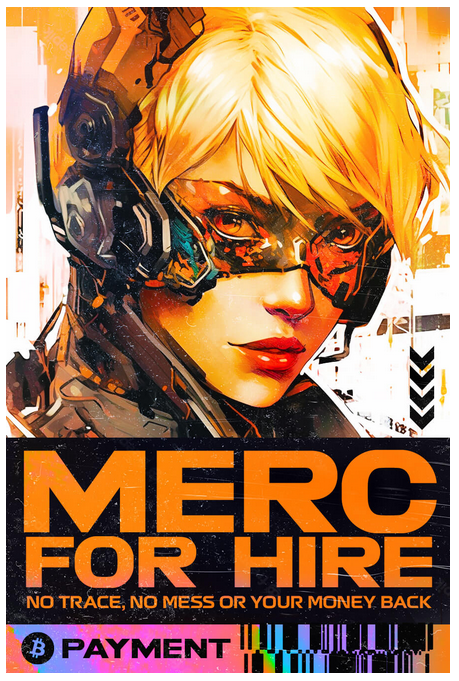 MERC
FOR HIRE
NO TRACE, NO MESS OR YOUR MONEY BACK
PAYMENT